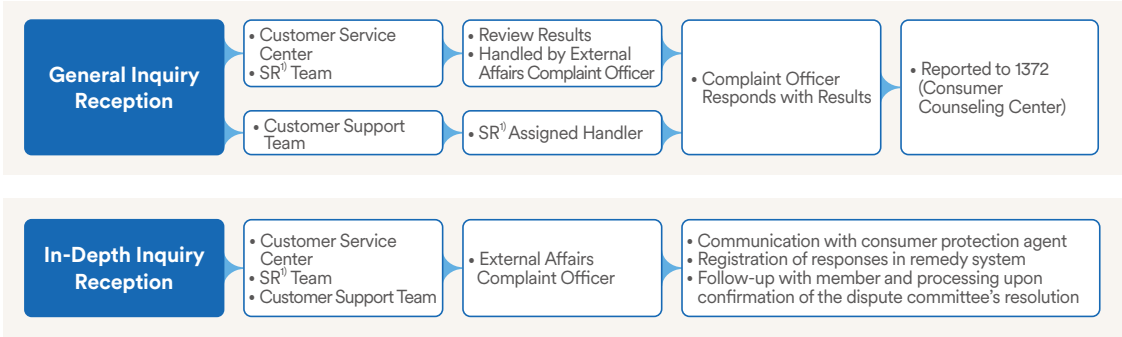 General Inquiry
Reception
• Customer Service
Center
• SR¹⁾ Team
• Review Results
• Handled by External
Affairs Complaint Officer
• Customer Support
Team
• SR¹⁾ Assigned Handler
• Complaint Officer
Responds with Results
• Reported to 1372
(Consumer
Counseling Center)
In-Depth Inquiry
Reception
• Customer Service
Center
• SR¹⁾ Team
• Customer Support Team
• External Affairs
Complaint Officer
• Communication with consumer protection agent
• Registration of responses in remedy system
• Follow-up with member and processing upon
confirmation of the dispute committee’s resolution